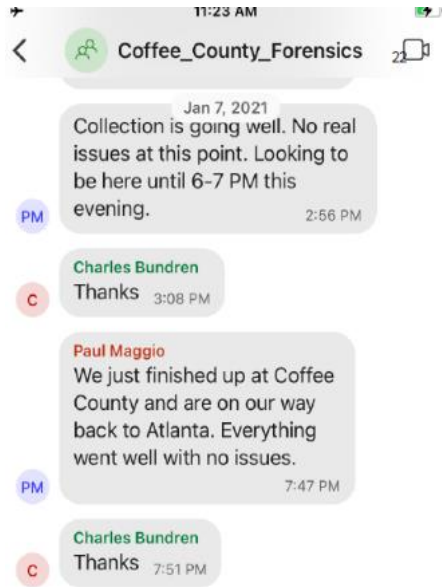 11:23 AM
Coffee_County_Forensics
22
Jan 7, 2021
Collection is going well. No real
issues at this point. Looking to
be here until 6-7 PM this
evening.
2:56 PM
PM
Charles Bundren
Thanks 3:08 PM
C
Paul Maggio
We just finished up at Coffee
County and are on our way
back to Atlanta. Everything
went well with no issues.
7:47 PM
PM
Charles Bundren
Thanks 7:51 PM
C